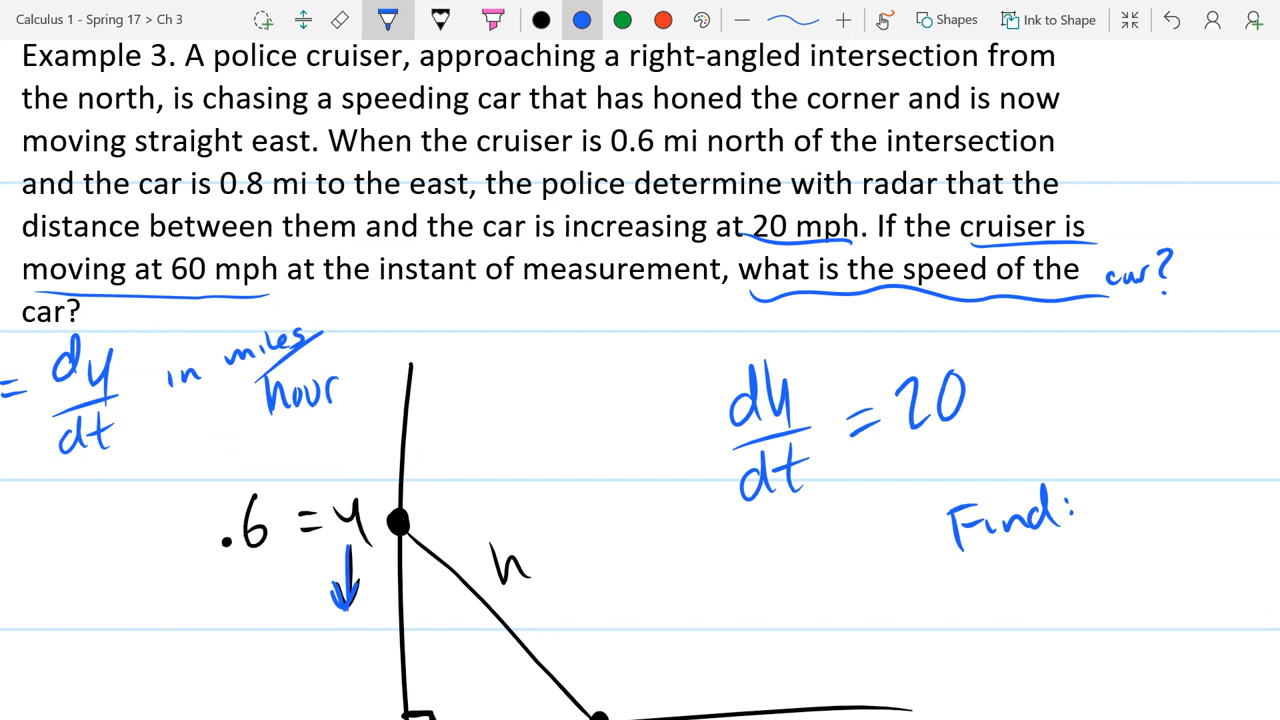 Calculus 1 - Spring 17 > Ch 3
Shapes
Ink to Shape
Example 3. A police cruiser, approaching a right-angled intersection from
the north, is chasing a speeding car that has honed the corner and is now
moving straight east. When the cruiser is 0.6 mi north of the intersection
and the car is 0.8 mi to the east, the police determine with radar that the
distance between them and the car is increasing at 20 mph. If the cruiser is
moving at 60 mph at the instant of measurement, what is the speed of the car?
car?
= dy/dt in miles/hour
dh/dt = 20
.6 = y
h
Find: